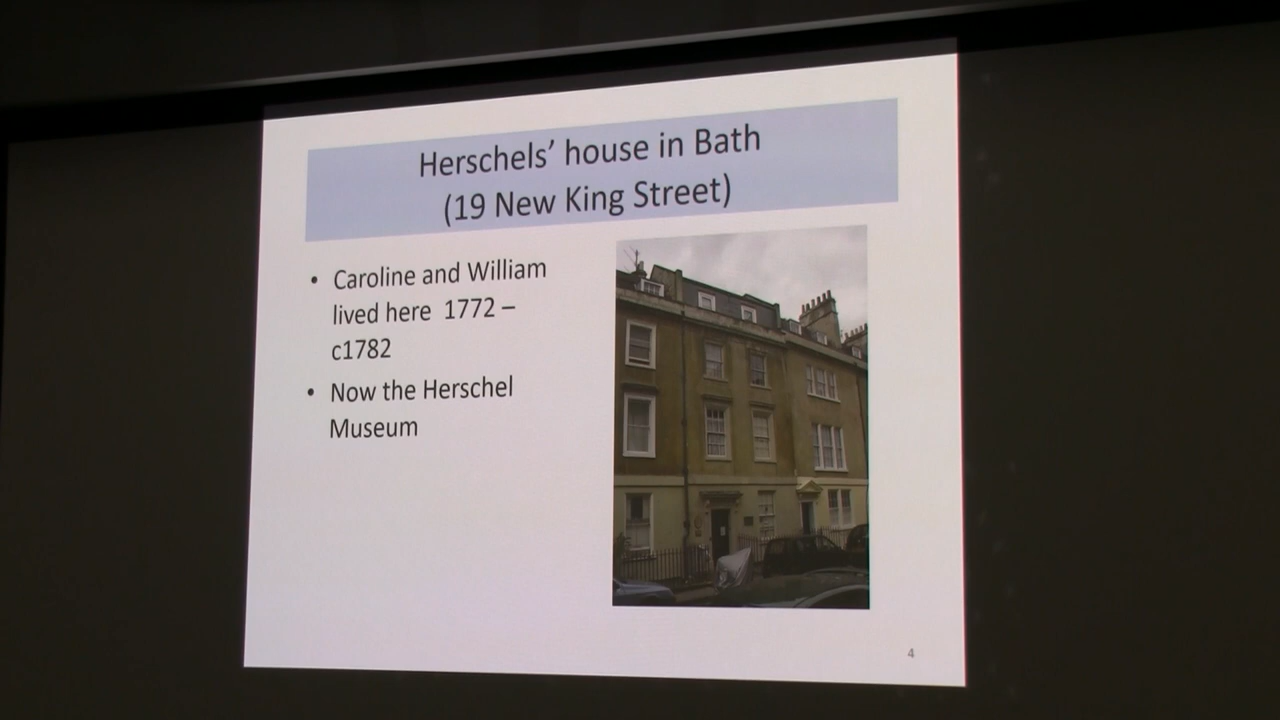 Herschels’ house in Bath
(19 New King Street)
• Caroline and William
lived here 1772 –
c1782
• Now the Herschel
Museum
4